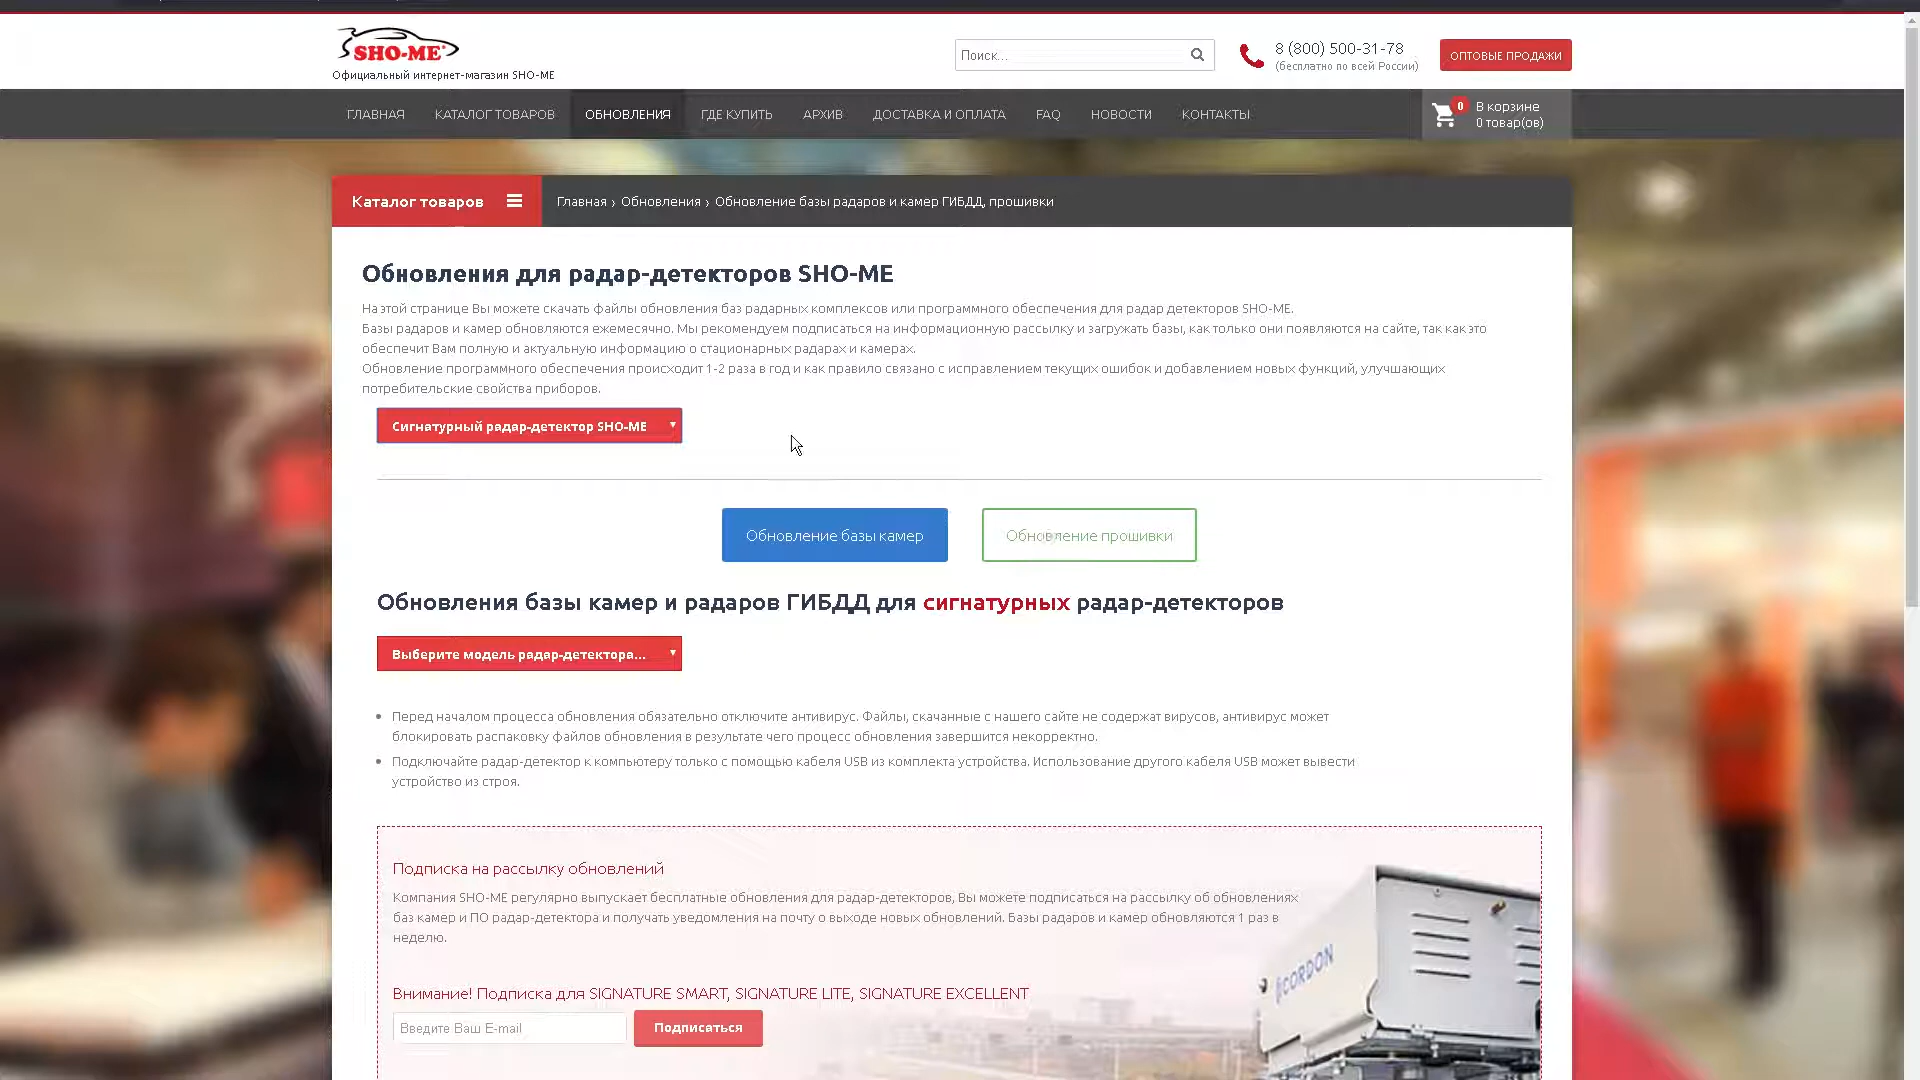 SHO-ME
Официальный интернет-магазин SHO-ME
Поиск...
8 (800) 500-31-78
(бесплатно по всей России)
ОПТОВЫЕ ПРОДАЖИ
ГЛАВНАЯ КАТАЛОГ ТОВАРОВ ОБНОВЛЕНИЯ ГДЕ КУПИТЬ АРХИВ ДОСТАВКА И ОПЛАТА FAQ НОВОСТИ КОНТАКТЫ
0
В корзине
0 товар(ов)
Каталог товаров
Главная › Обновления › Обновление базы радаров и камер ГИБДД, прошивки
Обновления для радар-детекторов SHO-ME
На этой странице Вы можете скачать файлы обновления баз радарных комплексов или программного обеспечения для радар детекторов SHO-ME.
Базы радаров и камер обновляются ежемесячно. Мы рекомендуем подписаться на информационную рассылку и загружать базы, как только они появляются на сайте, так как это
обеспечит Вам полную и актуальную информацию о стационарных радарах и камерах.
Обновление программного обеспечения происходит 1-2 раза в год и как правило связано с исправлением текущих ошибок и добавлением новых функций, улучшающих
потребительские свойства приборов.
Сигнатурный радар-детектор SHO-ME
Обновление базы камер
Обновление прошивки
Обновления базы камер и радаров ГИБДД для сигнатурных радар-детекторов
Выберите модель радар-детектора...
Перед началом процесса обновления обязательно отключите антивирус. Файлы, скачанные с нашего сайте не содержат вирусов, антивирус может
блокировать распаковку файлов обновления в результате чего процесс обновления завершится некорректно.
Подключайте радар-детектор к компьютеру только с помощью кабеля USB из комплекта устройства. Использование другого кабеля USB может вывести
устройство из строя.
Подписка на рассылку обновлений
Компания SHO-ME регулярно выпускает бесплатные обновления для радар-детекторов, Вы можете подписаться на рассылку об обновлениях
баз камер и ПО радар-детектора и получать уведомления на почту о выходе новых обновлений. Базы радаров и камер обновляются 1 раз в
неделю.
CORDON
Внимание! Подписка для SIGNATURE SMART, SIGNATURE LITE, SIGNATURE EXCELLENT
Введите Ваш E-mail
Подписаться